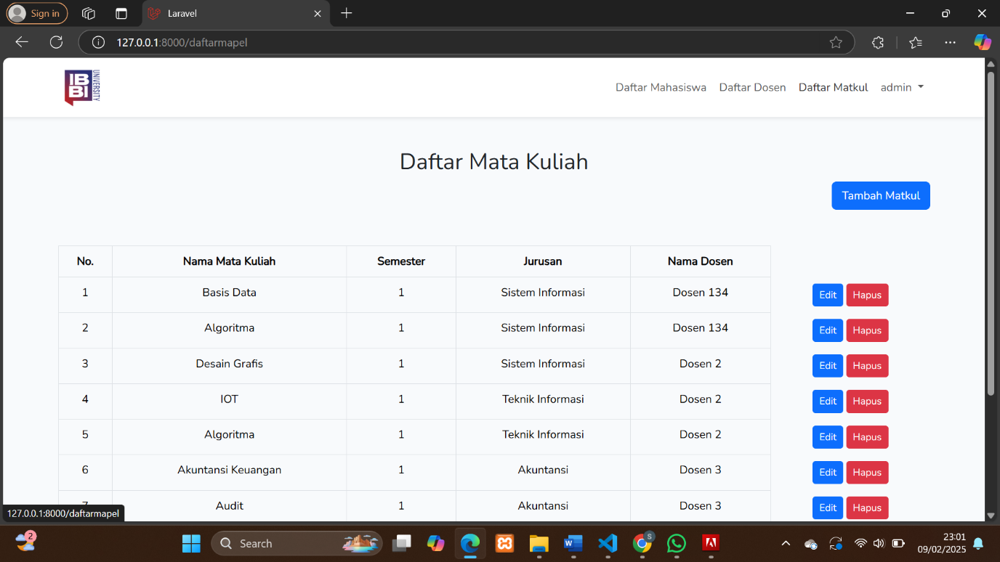 Sign in
Laravel
127.0.0.1:8000/daftarmapel
IBBI UNIVERSITY
Daftar Mahasiswa Daftar Dosen Daftar Matkul admin
Daftar Mata Kuliah
Tambah Matkul
No. Nama Mata Kuliah Semester Jurusan Nama Dosen
1 Basis Data 1 Sistem Informasi Dosen 134 Edit Hapus
2 Algoritma 1 Sistem Informasi Dosen 134 Edit Hapus
3 Desain Grafis 1 Sistem Informasi Dosen 2 Edit Hapus
4 IOT 1 Teknik Informasi Dosen 2 Edit Hapus
5 Algoritma 1 Teknik Informasi Dosen 2 Edit Hapus
6 Akuntansi Keuangan 1 Akuntansi Dosen 3 Edit Hapus
7 Audit 1 Akuntansi Dosen 3 Edit Hapus
127.0.0.1:8000/daftarmapel
2
Search
S
23:01
09/02/2025